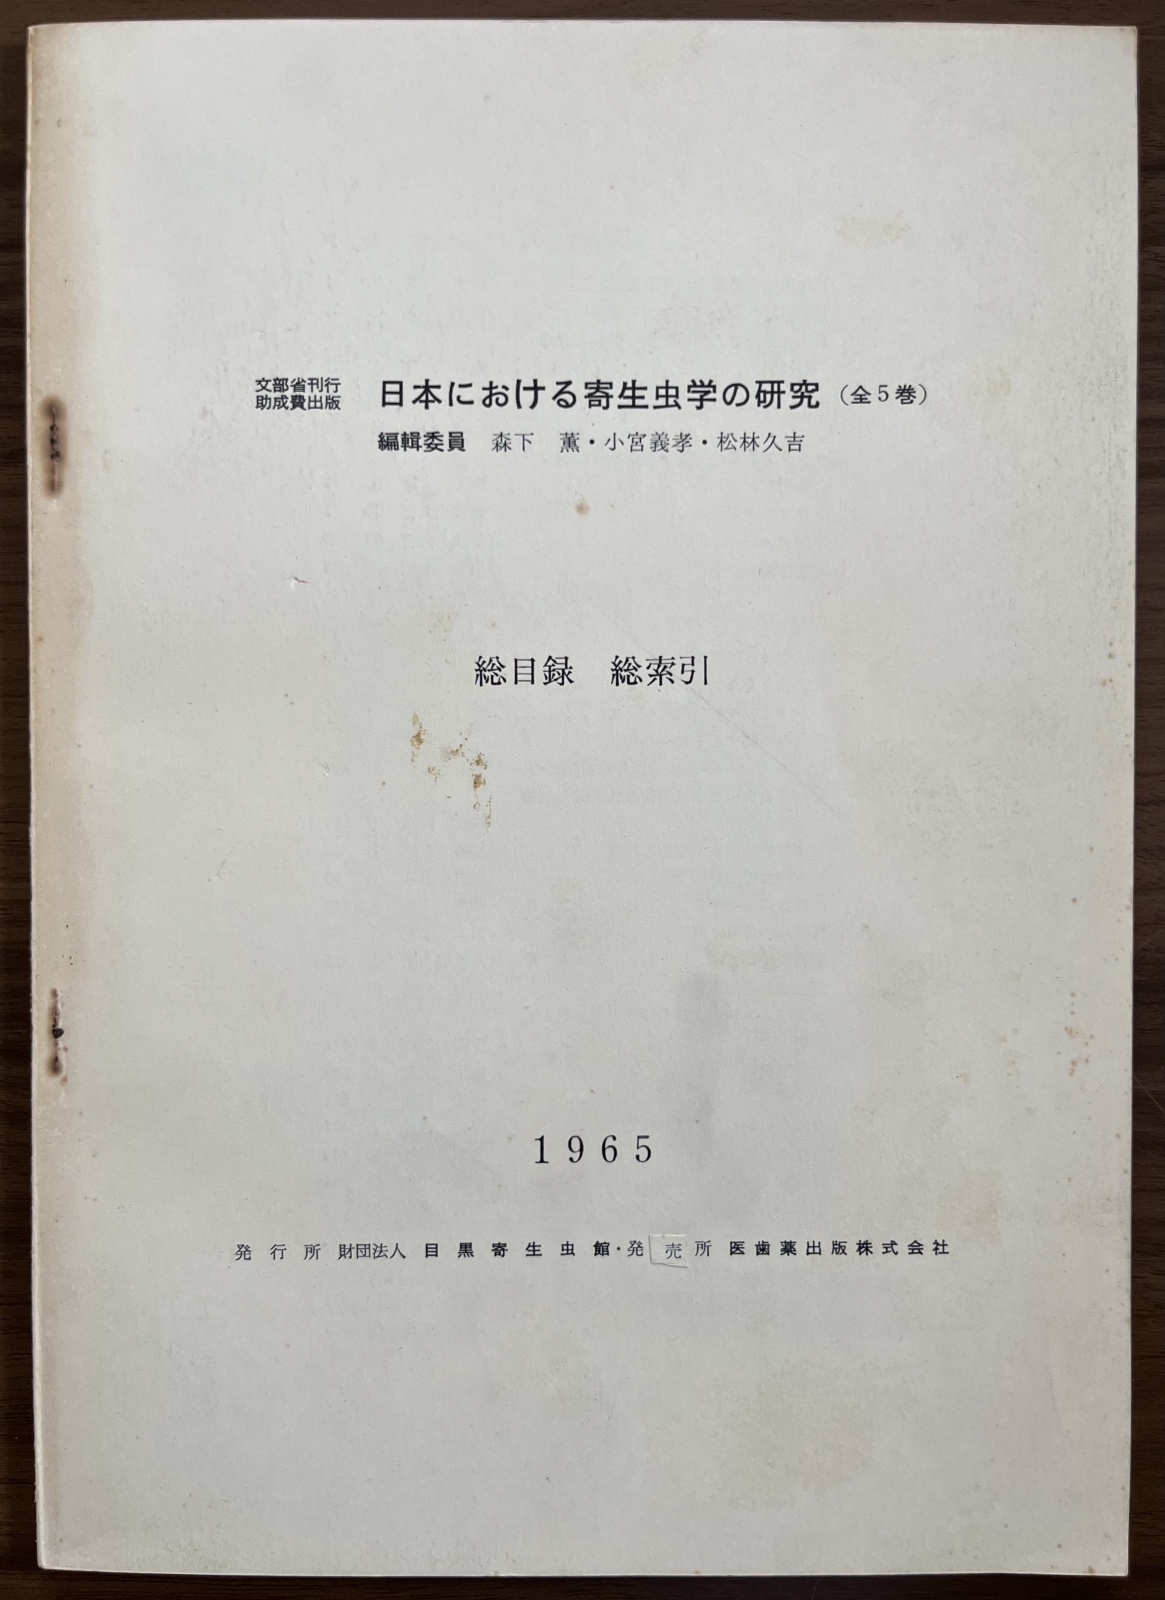 文部省刊行
助成費出版
日本における寄生虫学の研究(全5巻)
編輯委員 森下 薫・小宮義孝・松林久吉
総目録 総索引
1965
発行所 財団法人 目黒寄生虫館・発売所 医歯薬出版株式会社